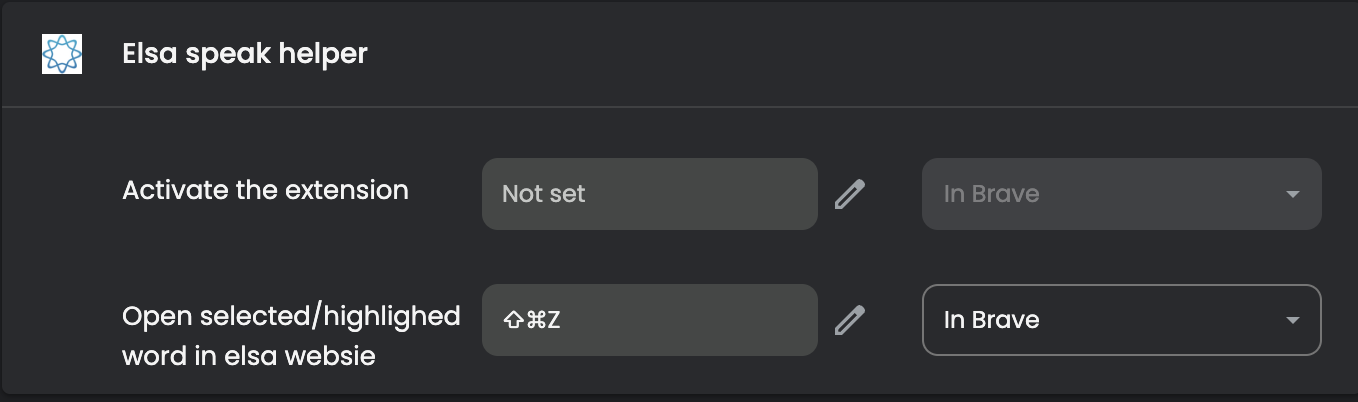 Elsa speak helper
Activate the extension
Not set
In Brave
Open selected/highlighed
word in elsa websie
⇧⌘Z
In Brave